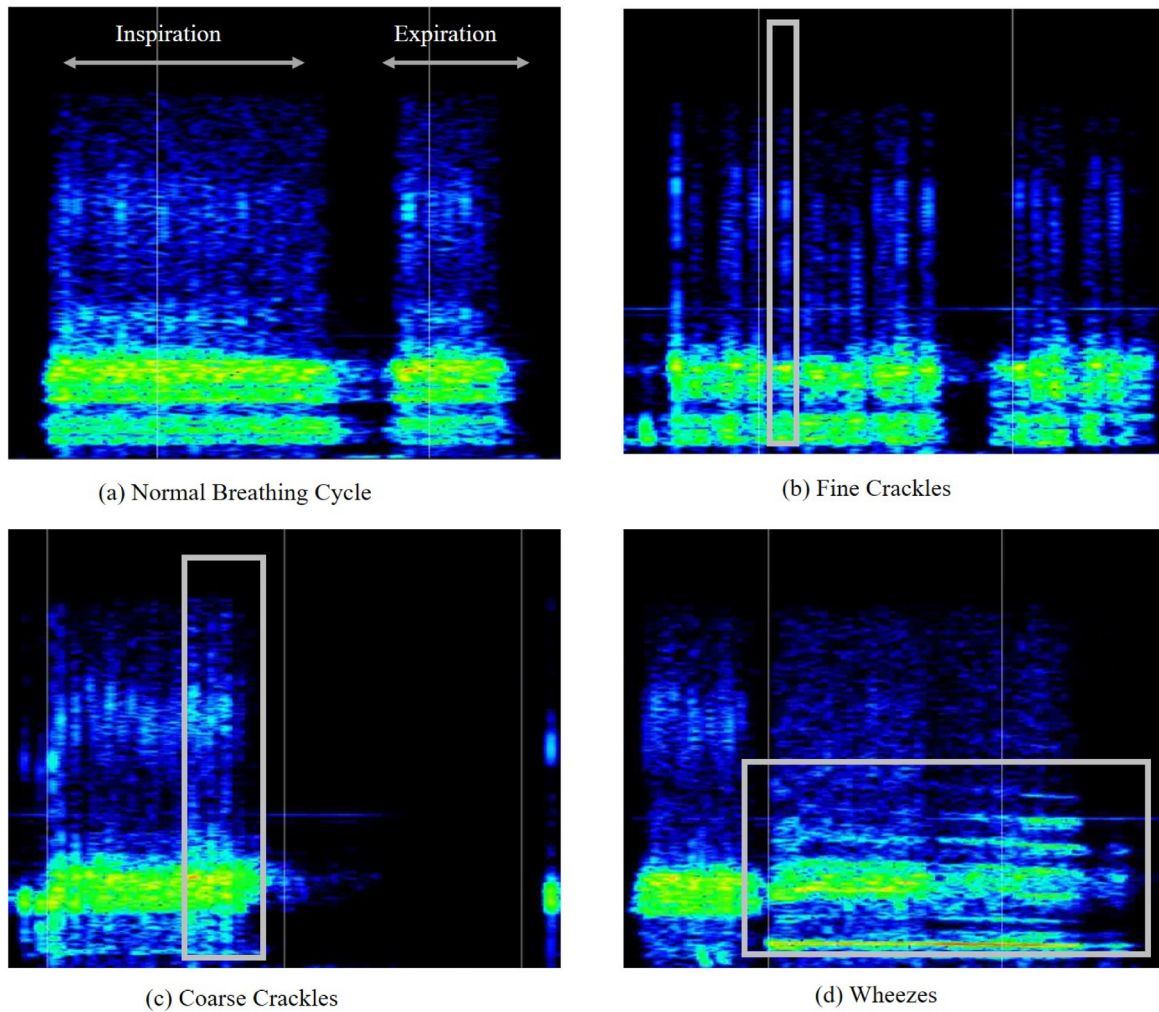 Inspiration
Expiration
(a) Normal Breathing Cycle
(b) Fine Crackles
(c) Coarse Crackles
(d) Wheezes